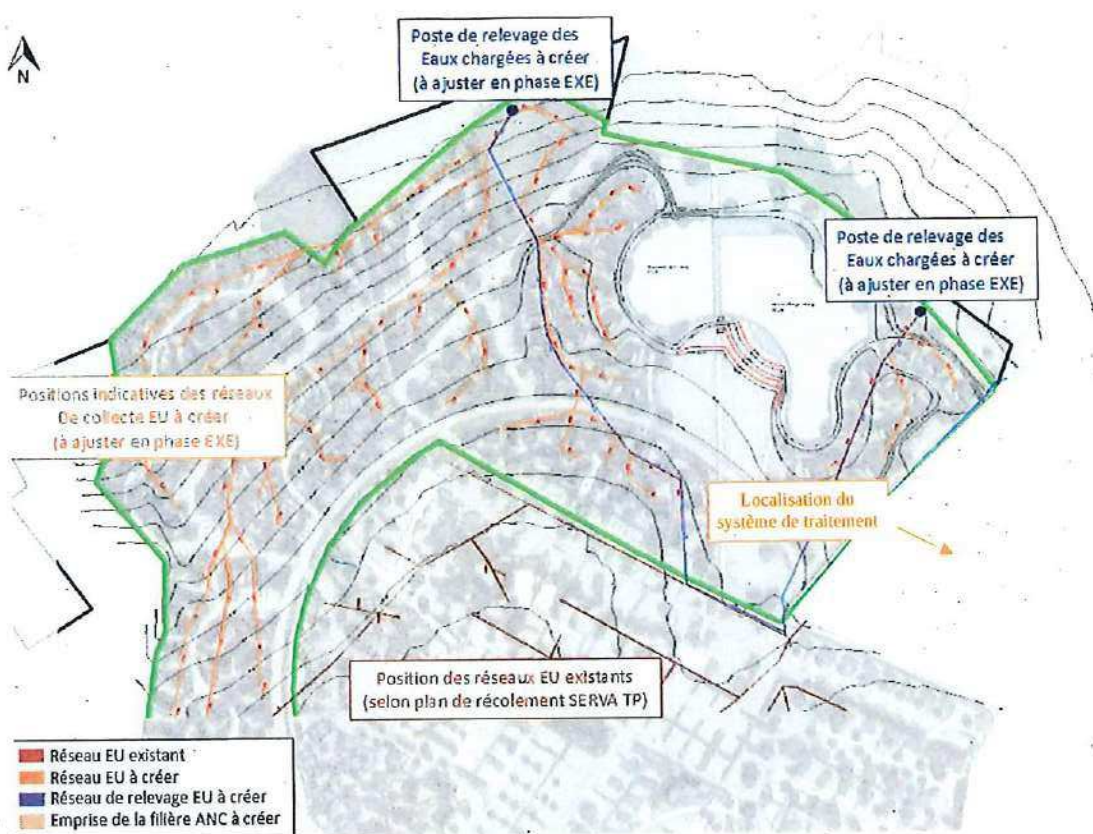 Poste de relevage des
Eaux chargées à créer
(à ajuster en phase EXE)
N
Poste de relevage des
Eaux chargées à créer
(à ajuster en phase EXE)
Positions indicatives des réseaux
De collecte EU à créer
(à ajuster en phase EXE)
Localisation du
système de traitement
Position des réseaux EU existants
(selon plan de récolement SERVA TP)
Réseau EU existant
Réseau EU à créer
Réseau de relevage EU à créer
Emprise de la filière ANC à créer